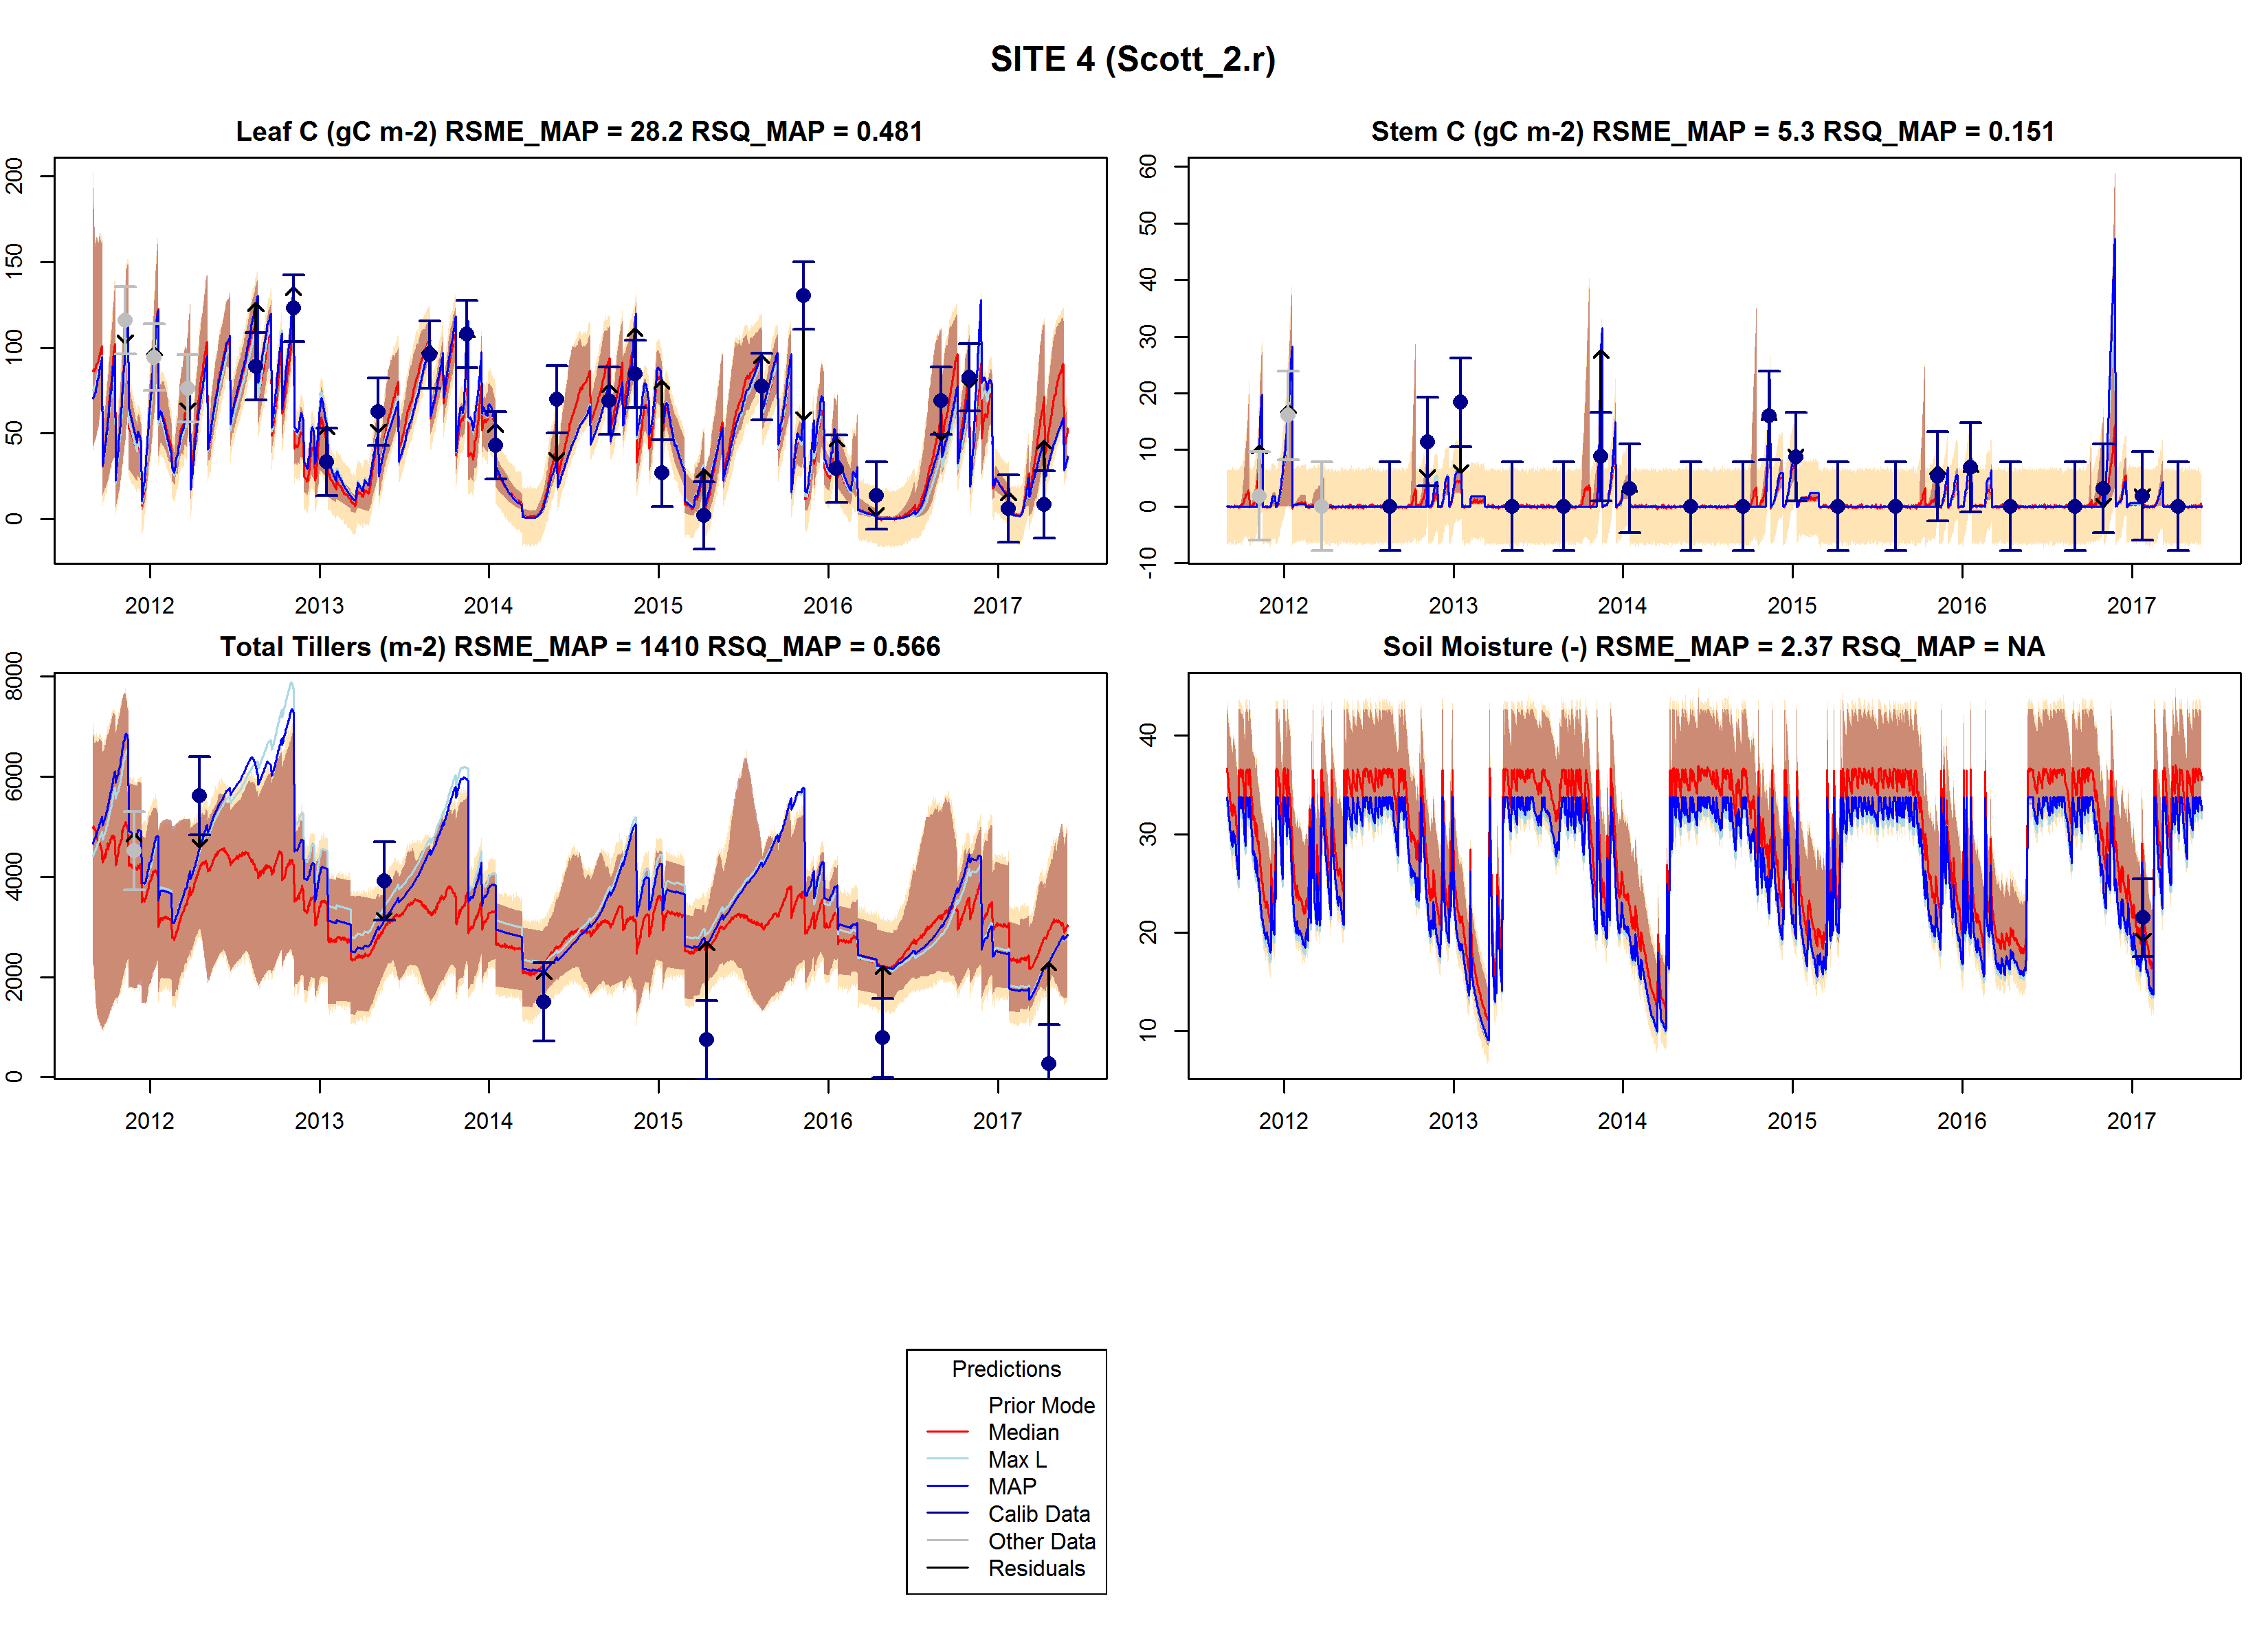 SITE 4 (Scott_2.r)
Leaf C (gC m-2) RSME_MAP = 28.2 RSQ_MAP = 0.481
200
150
100
50
0
2012 2013 2014 2015 2016 2017
Stem C (gC m-2) RSME_MAP = 5.3 RSQ_MAP = 0.151
60
50
40
30
20
10
0
-10
2012 2013 2014 2015 2016 2017
Total Tillers (m-2) RSME_MAP = 1410 RSQ_MAP = 0.566
8000
6000
4000
2000
0
2012 2013 2014 2015 2016 2017
Soil Moisture (-) RSME_MAP = 2.37 RSQ_MAP = NA
40
30
20
10
2012 2013 2014 2015 2016 2017
Predictions
Prior Mode
Median
Max L
MAP
Calib Data
Other Data
Residuals